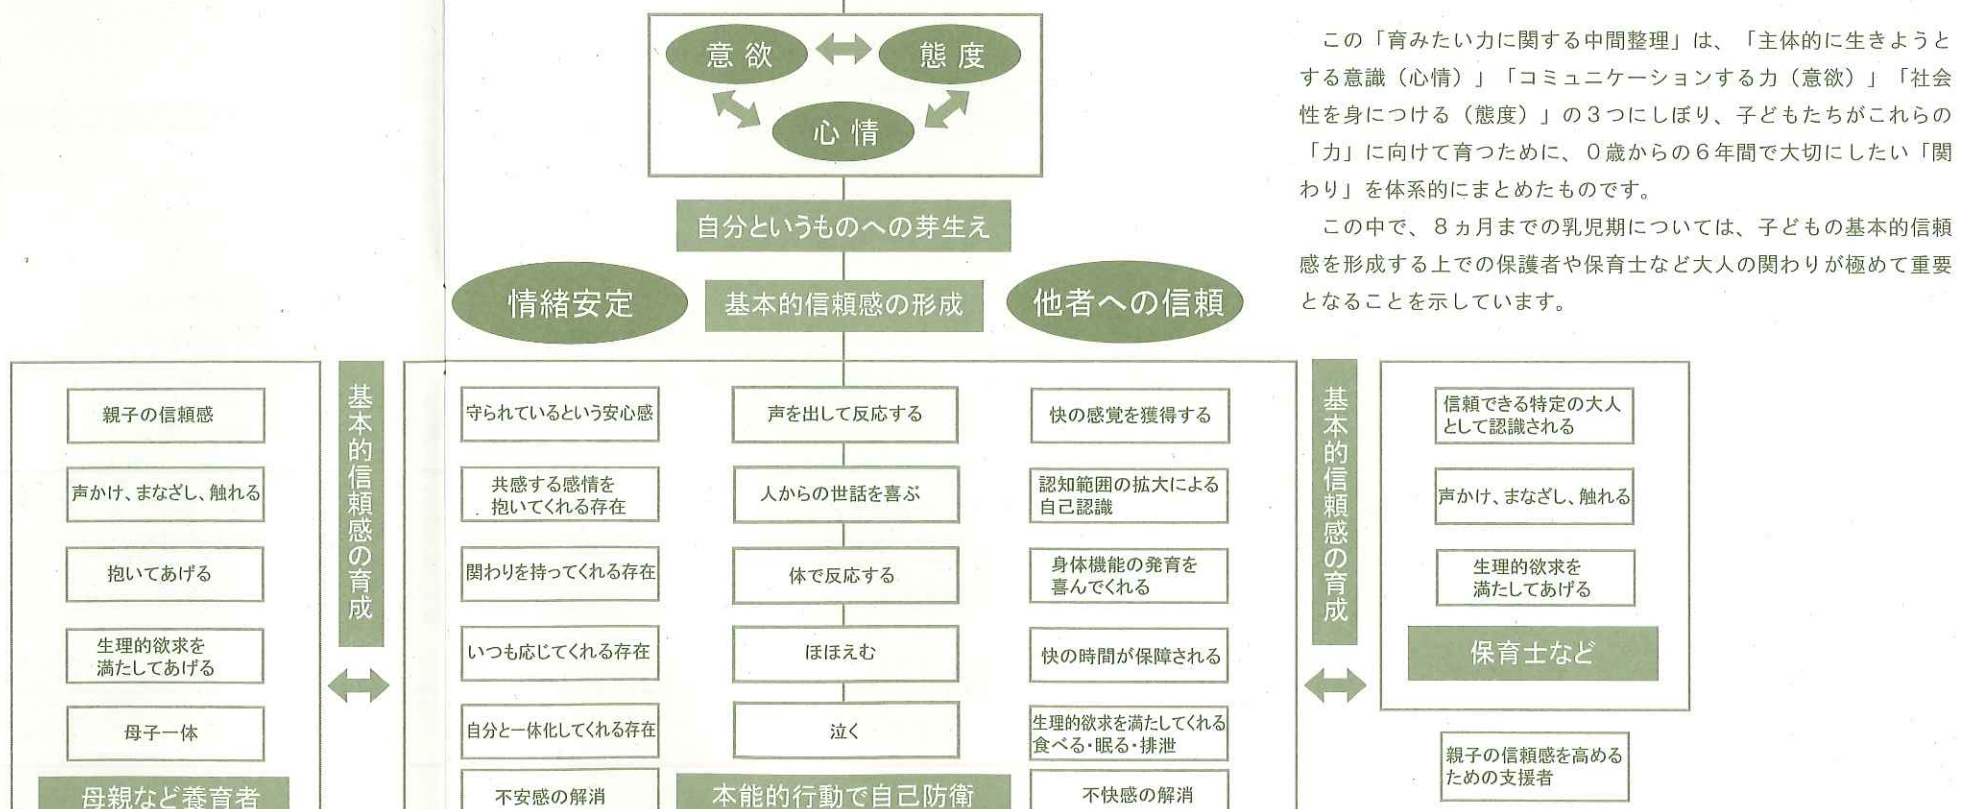 意欲
態度
心情
自分というものへの芽生え
情緒安定
基本的信頼感の形成
他者への信頼
この「育みたい力に関する中間整理」は、「主体的に生きようと
する意識（心情）」「コミュニケーションする力（意欲）」「社会
性を身につける（態度）」の３つにしぼり、子どもたちがこれらの
「力」に向けて育つために、０歳からの６年間で大切にしたい「関
わり」を体系的にまとめたものです。
この中で、８ヵ月までの乳児期については、子どもの基本的信頼
感を形成する上での保護者や保育士など大人の関わりが極めて重要
となることを示しています。
親子の信頼感
声かけ、まなざし、触れる
抱いてあげる
生理的欲求を
満たしてあげる
母子一体
母親など養育者
基本的信頼感の育成
守られているという安心感
共感する感情を
抱いてくれる存在
関わりを持ってくれる存在
いつも応じてくれる存在
自分と一体化してくれる存在
不安感の解消
声を出して反応する
人からの世話を喜ぶ
体で反応する
ほほえむ
泣く
本能的行動で自己防衛
快の感覚を獲得する
認知範囲の拡大による
自己認識
身体機能の発育を
喜んでくれる
快の時間が保障される
生理的欲求を満たしてくれる
食べる・眠る・排泄
不快感の解消
基本的信頼感の育成
信頼できる特定の大人
として認識される
声かけ、まなざし、触れる
生理的欲求を
満たしてあげる
保育士など
親子の信頼感を高める
ための支援者